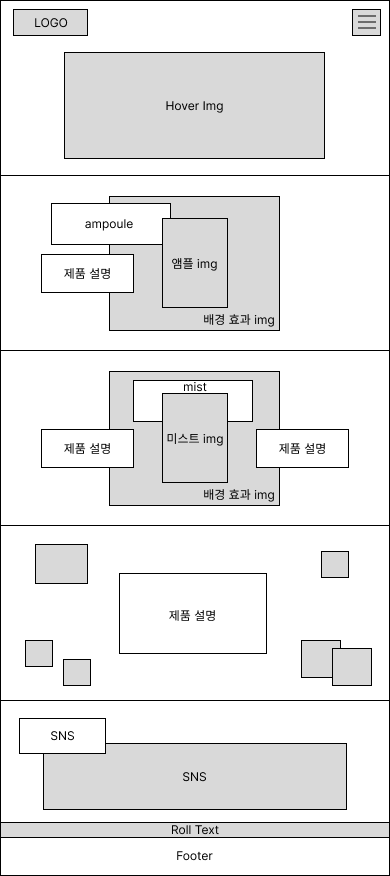 LOGO
Hover Img
ampoule
제품 설명
앰플 img
배경 효과 img
mist
미스트 img
제품 설명
제품 설명
배경 효과 img
제품 설명
SNS
SNS
Roll Text
Footer